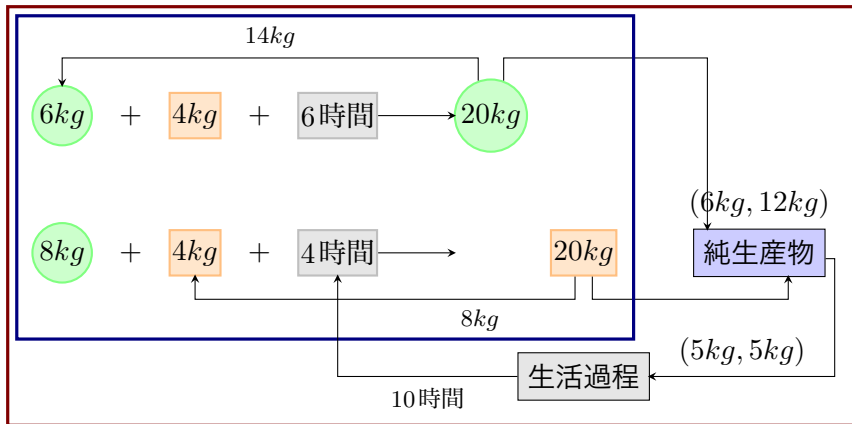 14kg
6kg + 4kg + 6時間 20kg
(6kg, 12kg)
8kg + 4kg + 4時間 20kg 純生産物
8kg
(5kg, 5kg)
生活過程
10時間